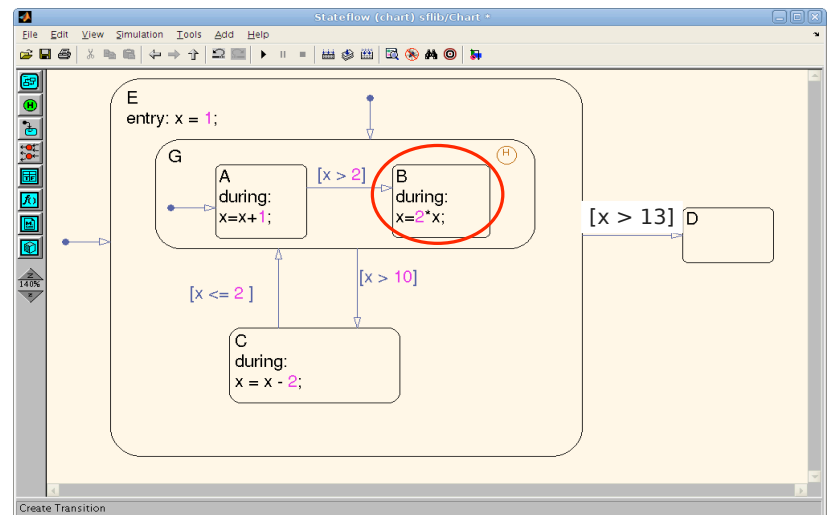 Stateflow (chart) sflib/Chart *
File Edit View Simulation Tools Add Help
E
entry: x = 1;
G
H
A
during:
x=x+1;
[x > 2]
B
during:
x=2*x;
[x > 13]
D
[x <= 2 ]
[x > 10]
C
during:
x = x - 2;
H
f()
Z
140%
Z
Create Transition